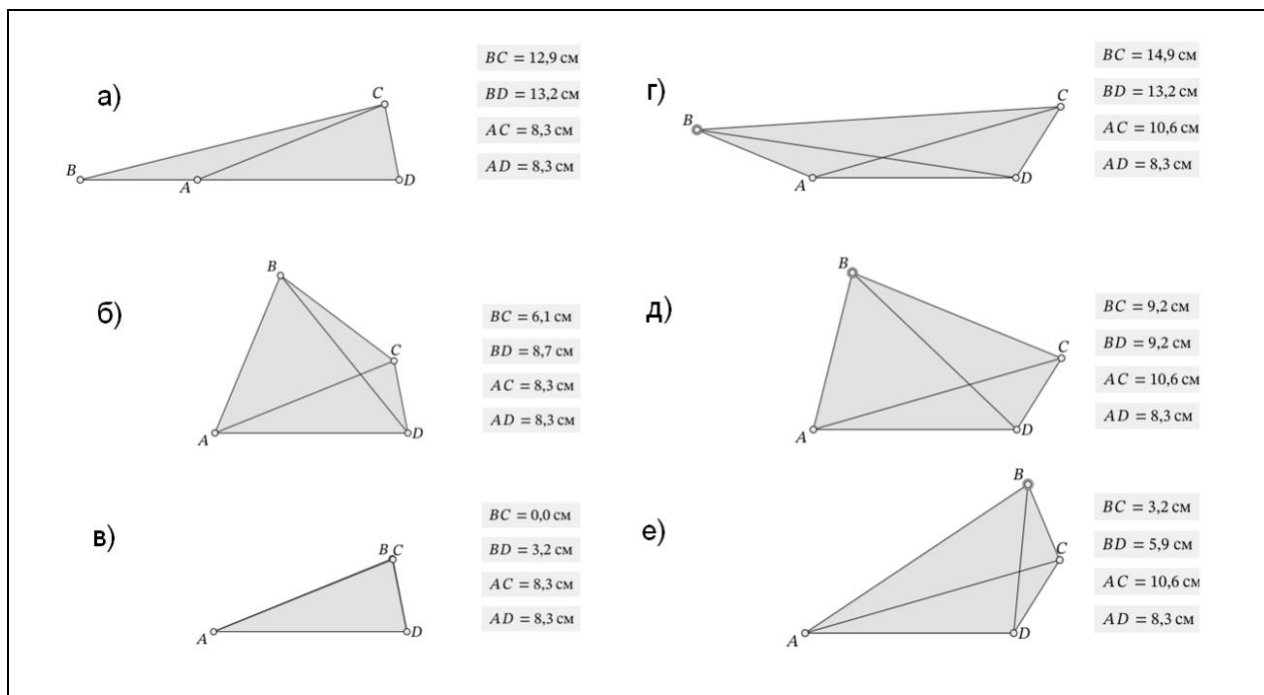 а)
C
B
A
D
BC = 12,9 см
BD = 13,2 см
AC = 8,3 см
AD = 8,3 см
г)
B
C
A
D
BC = 14,9 см
BD = 13,2 см
AC = 10,6 см
AD = 8,3 см
б)
B
C
A
D
BC = 6,1 см
BD = 8,7 см
AC = 8,3 см
AD = 8,3 см
д)
B
C
A
D
BC = 9,2 см
BD = 9,2 см
AC = 10,6 см
AD = 8,3 см
в)
B C
A
D
BC = 0,0 см
BD = 3,2 см
AC = 8,3 см
AD = 8,3 см
е)
B
C
A
D
BC = 3,2 см
BD = 5,9 см
AC = 10,6 см
AD = 8,3 см